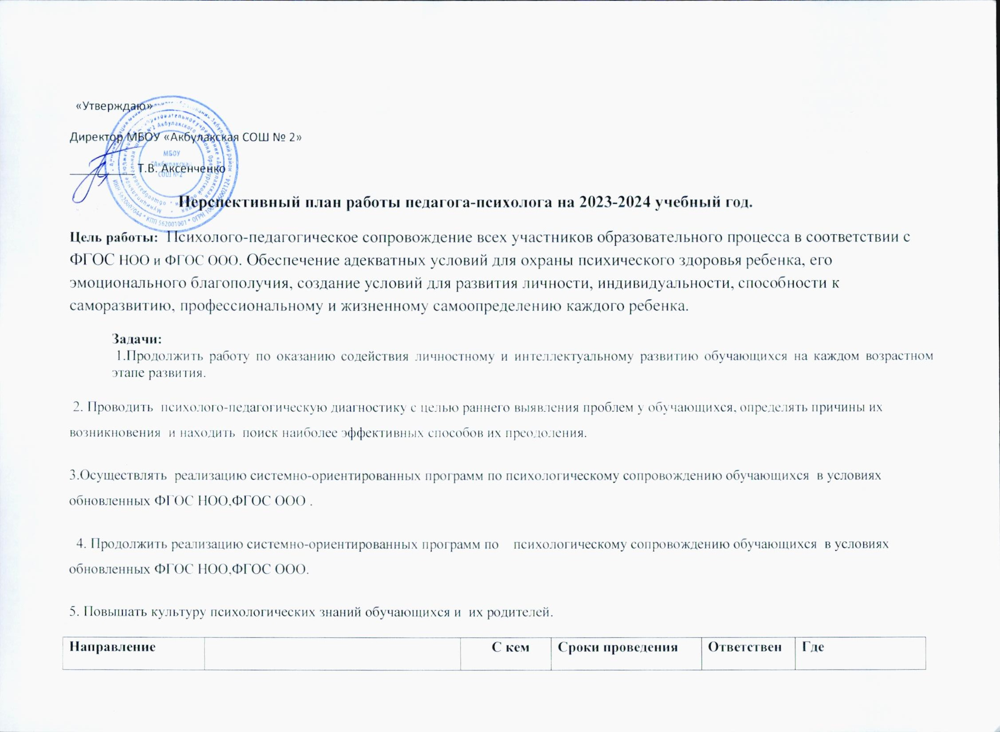 «Утверждаю»
Директор МБОУ «Акбулакская СОШ № 2»
Т.В. Аксенченко
МБОУ
"Акбулакская
СОШ №2"
ИНН 5620007044 * КПП 562001001 * ОГРН
Перспективный план работы педагога-психолога на 2023-2024 учебный год.
Цель работы: Психолого-педагогическое сопровождение всех участников образовательного процесса в соответствии с
ФГОС НОО и ФГОС ООО. Обеспечение адекватных условий для охраны психического здоровья ребенка, его
эмоционального благополучия, создание условий для развития личности, индивидуальности, способности к
саморазвитию, профессиональному и жизненному самоопределению каждого ребенка.
Задачи:
1.Продолжить работу по оказанию содействия личностному и интеллектуальному развитию обучающихся на каждом возрастном
этапе развития.
2. Проводить психолого-педагогическую диагностику с целью раннего выявления проблем у обучающихся, определять причины их
возникновения и находить поиск наиболее эффективных способов их преодоления.
3.Осуществлять реализацию системно-ориентированных программ по психологическому сопровождению обучающихся в условиях
обновленных ФГОС НОО,ФГОС ООО .
4. Продолжить реализацию системно-ориентированных программ по психологическому сопровождению обучающихся в условиях
обновленных ФГОС НОО,ФГОС ООО.
5. Повышать культуру психологических знаний обучающихся и их родителей.
Направление С кем Сроки проведения Ответствен Где